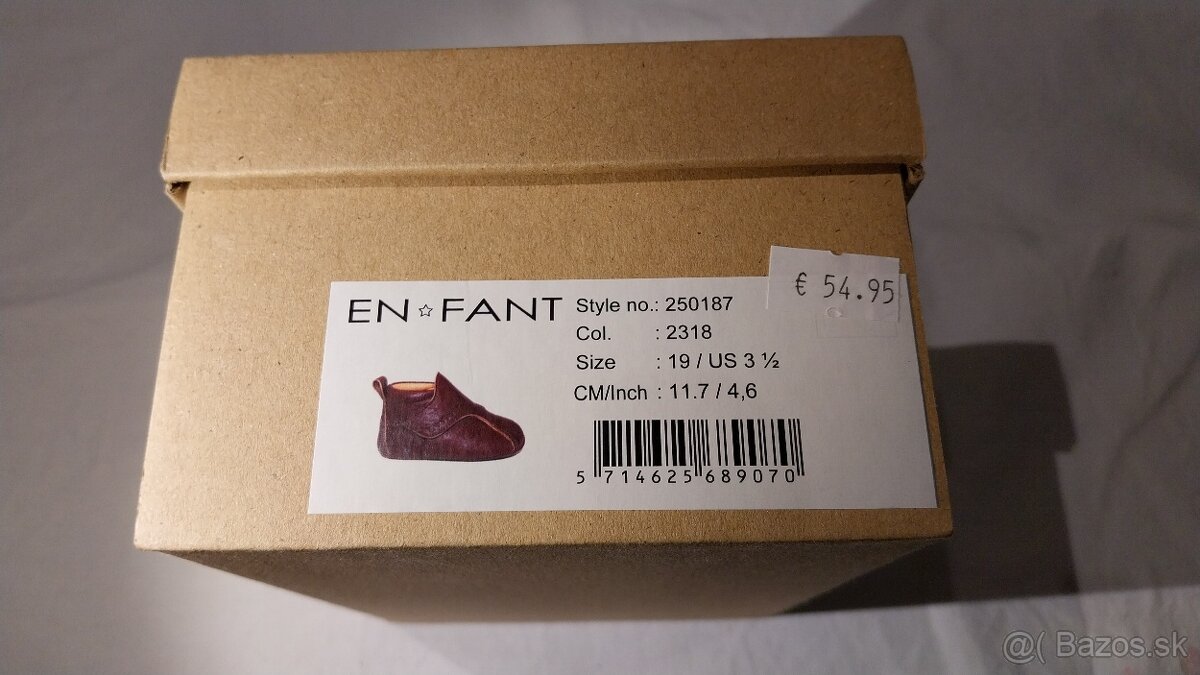 EN☆FANT
Style no.: 250187
Col. : 2318
Size : 19 / US 3 ½
CM/Inch : 11.7 / 4,6
5 714625 689070
€ 54.95
@( Bazos.sk